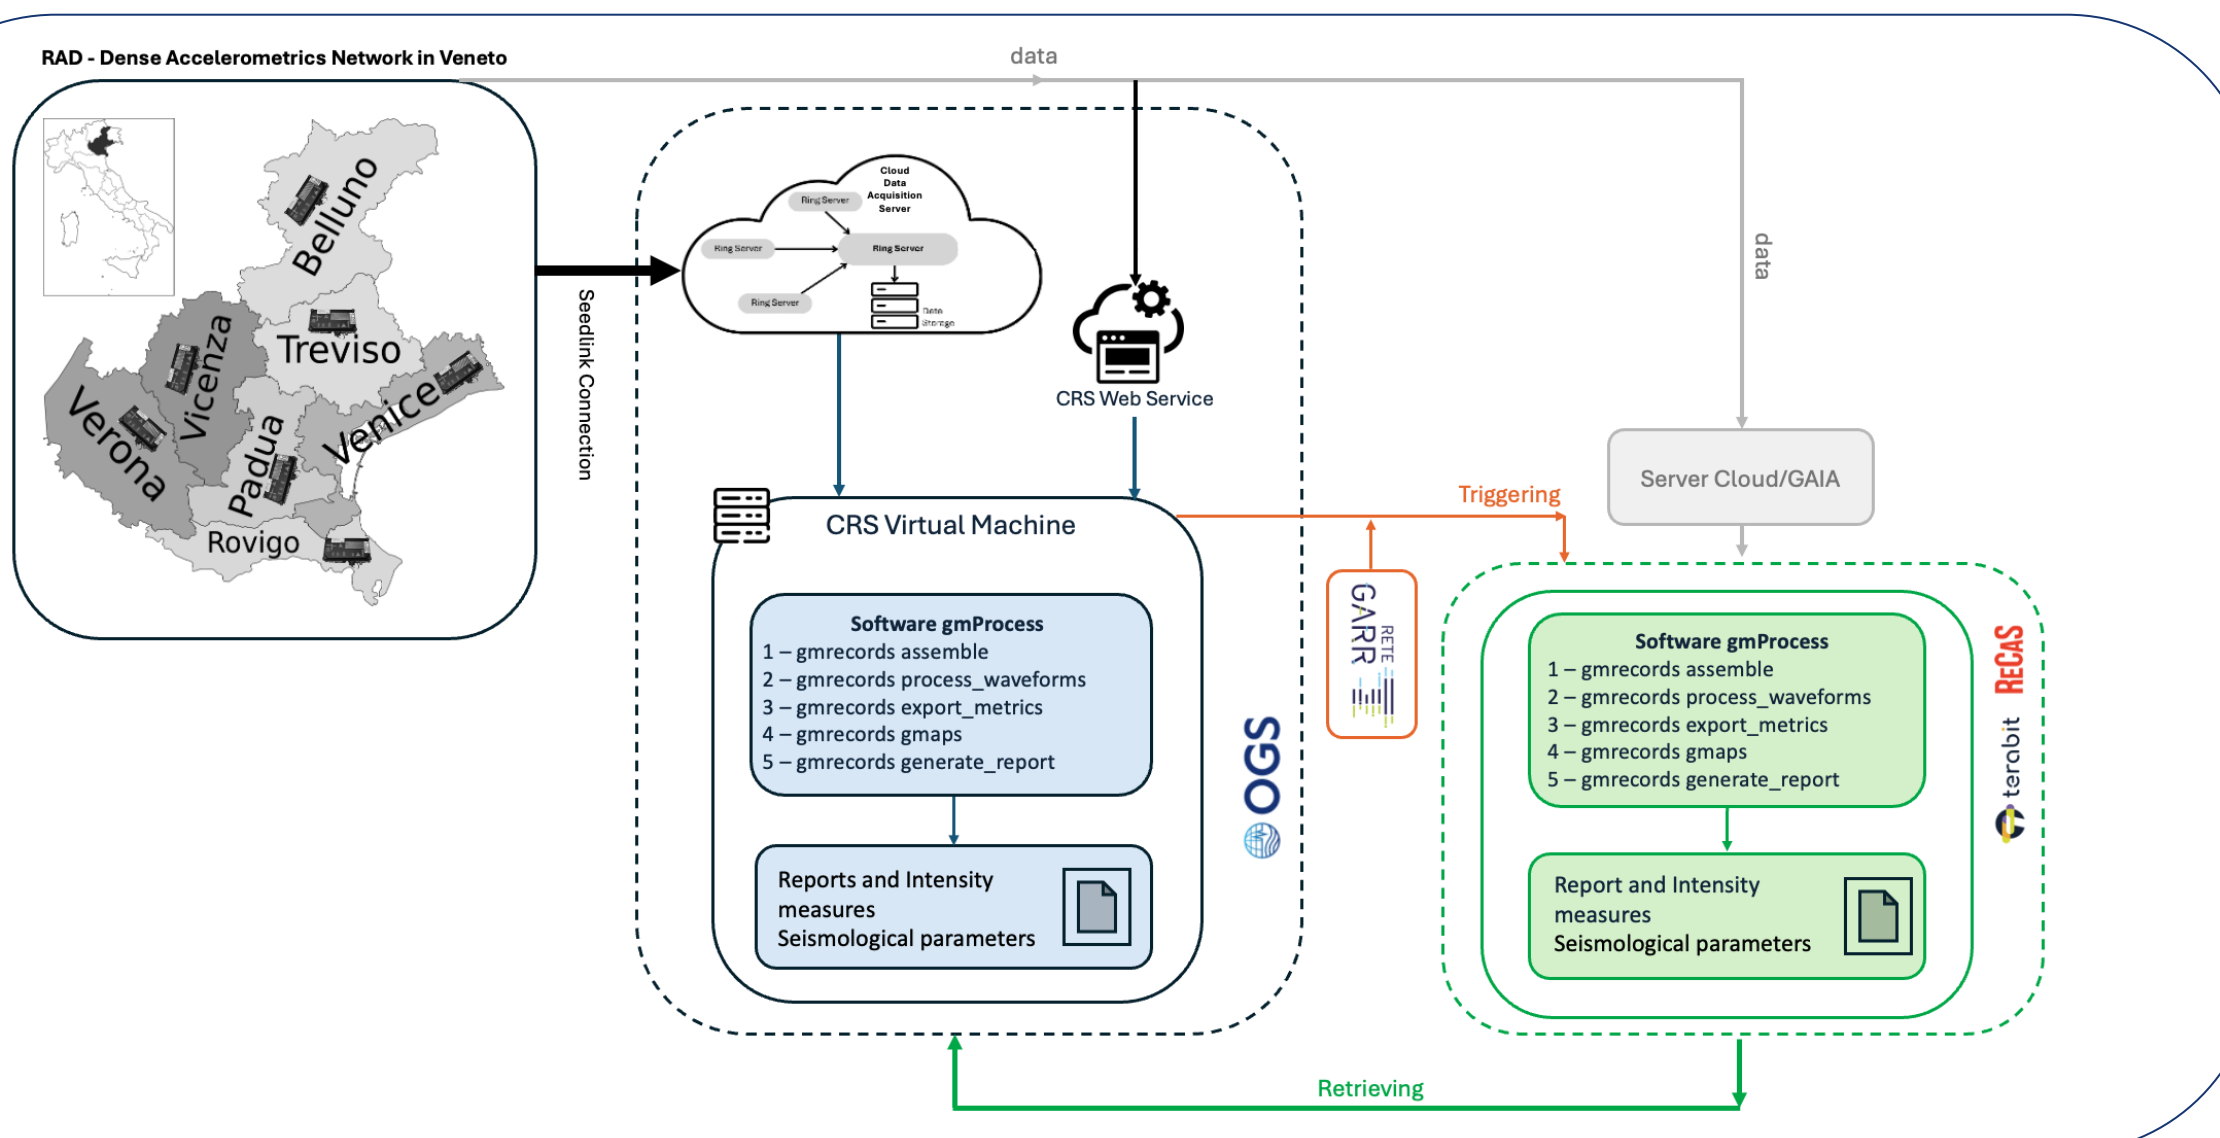 RAD - Dense Accelerometrics Network in Veneto
data
Belluno
Treviso
Vicenza
Venice
Verona
Padua
Rovigo
Seedlink Connection
Cloud
Data
Acquisition
Server
Ring Server
Ring Server
Ring Server
Ring Server
Data
Storage
CRS Web Service
data
Server Cloud/GAIA
CRS Virtual Machine
Triggering
Software gmProcess
1 – gmrecords assemble
2 – gmrecords process_waveforms
3 – gmrecords export_metrics
4 – gmrecords gmaps
5 – gmrecords generate_report
Reports and Intensity
measures
Seismological parameters
OGS
RETE
GARR
Software gmProcess
1 – gmrecords assemble
2 – gmrecords process_waveforms
3 – gmrecords export_metrics
4 – gmrecords gmaps
5 – gmrecords generate_report
Report and Intensity
measures
Seismological parameters
ReCAS
terabit
Retrieving